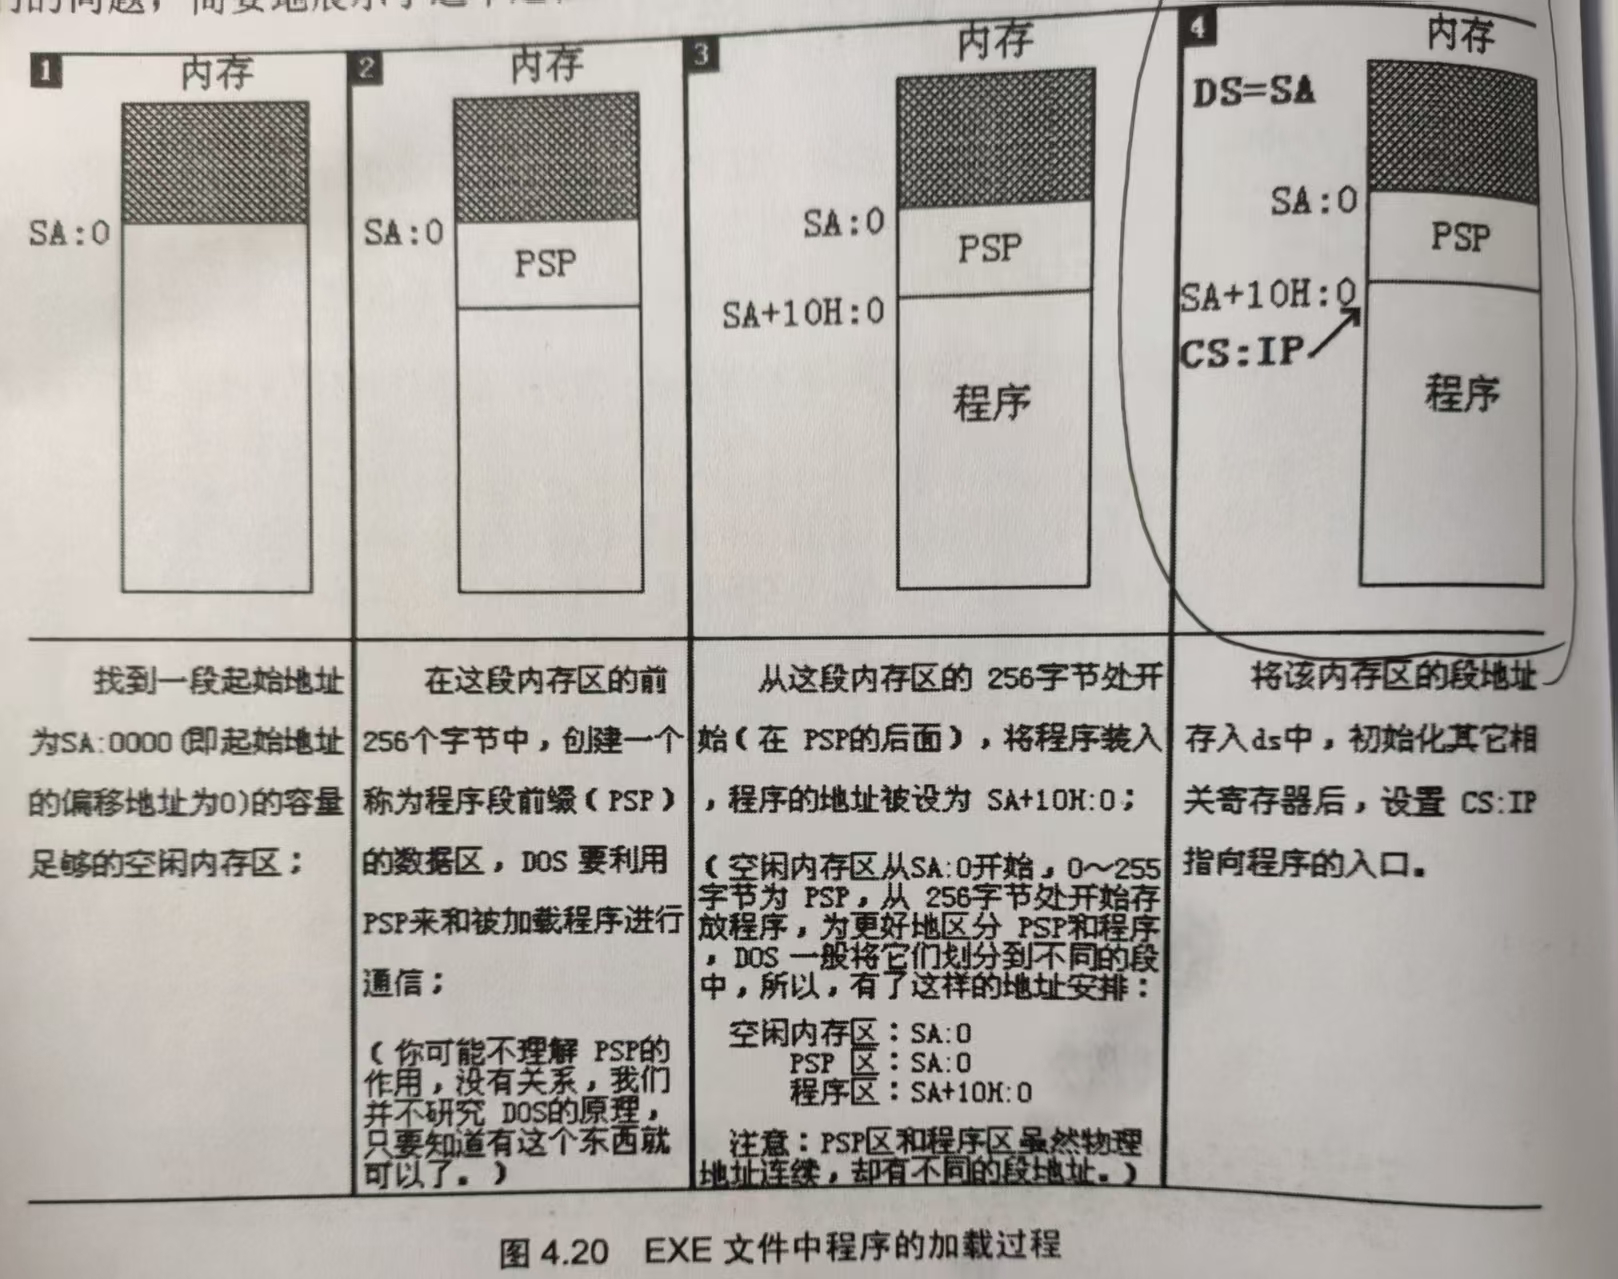 的问题，简要地展示了这个过
1
内存
SA:0
找到一段起始地址
为SA:0000(即起始地址
的偏移地址为0)的容量
足够的空闲内存区；
2
内存
SA:0
PSP
在这段内存区的前
256个字节中，创建一个
称为程序段前缀(PSP)
的数据区，DOS 要利用
PSP来和被加载程序进行
通信；
(你可能不理解 PSP的
作用，没有关系，我们
并不研究 DOS的原理，
只要知道有这个东西就
可以了。)
3
内存
SA:0
PSP
SA+10H:0
程序
从这段内存区的 256字节处开
始(在 PSP的后面)，将程序装入
，程序的地址被设为 SA+10H:0；
(空闲内存区从SA:0开始，0～255
字节为 PSP，从 256字节处开始存
放程序，为更好地区分 PSP和程序
，DOS 一般将它们划分到不同的段
中，所以，有了这样的地址安排：
空闲内存区：SA:0
PSP 区：SA:0
程序区：SA+10H:0
注意：PSP区和程序区虽然物理
地址连续，却有不同的段地址。)
4
内存
DS=SA
SA:0
PSP
SA+10H:0
CS:IP
程序
将该内存区的段地址
存入ds中，初始化其它相
关寄存器后，设置 CS:IP
指向程序的入口。
图 4.20 EXE 文件中程序的加载过程